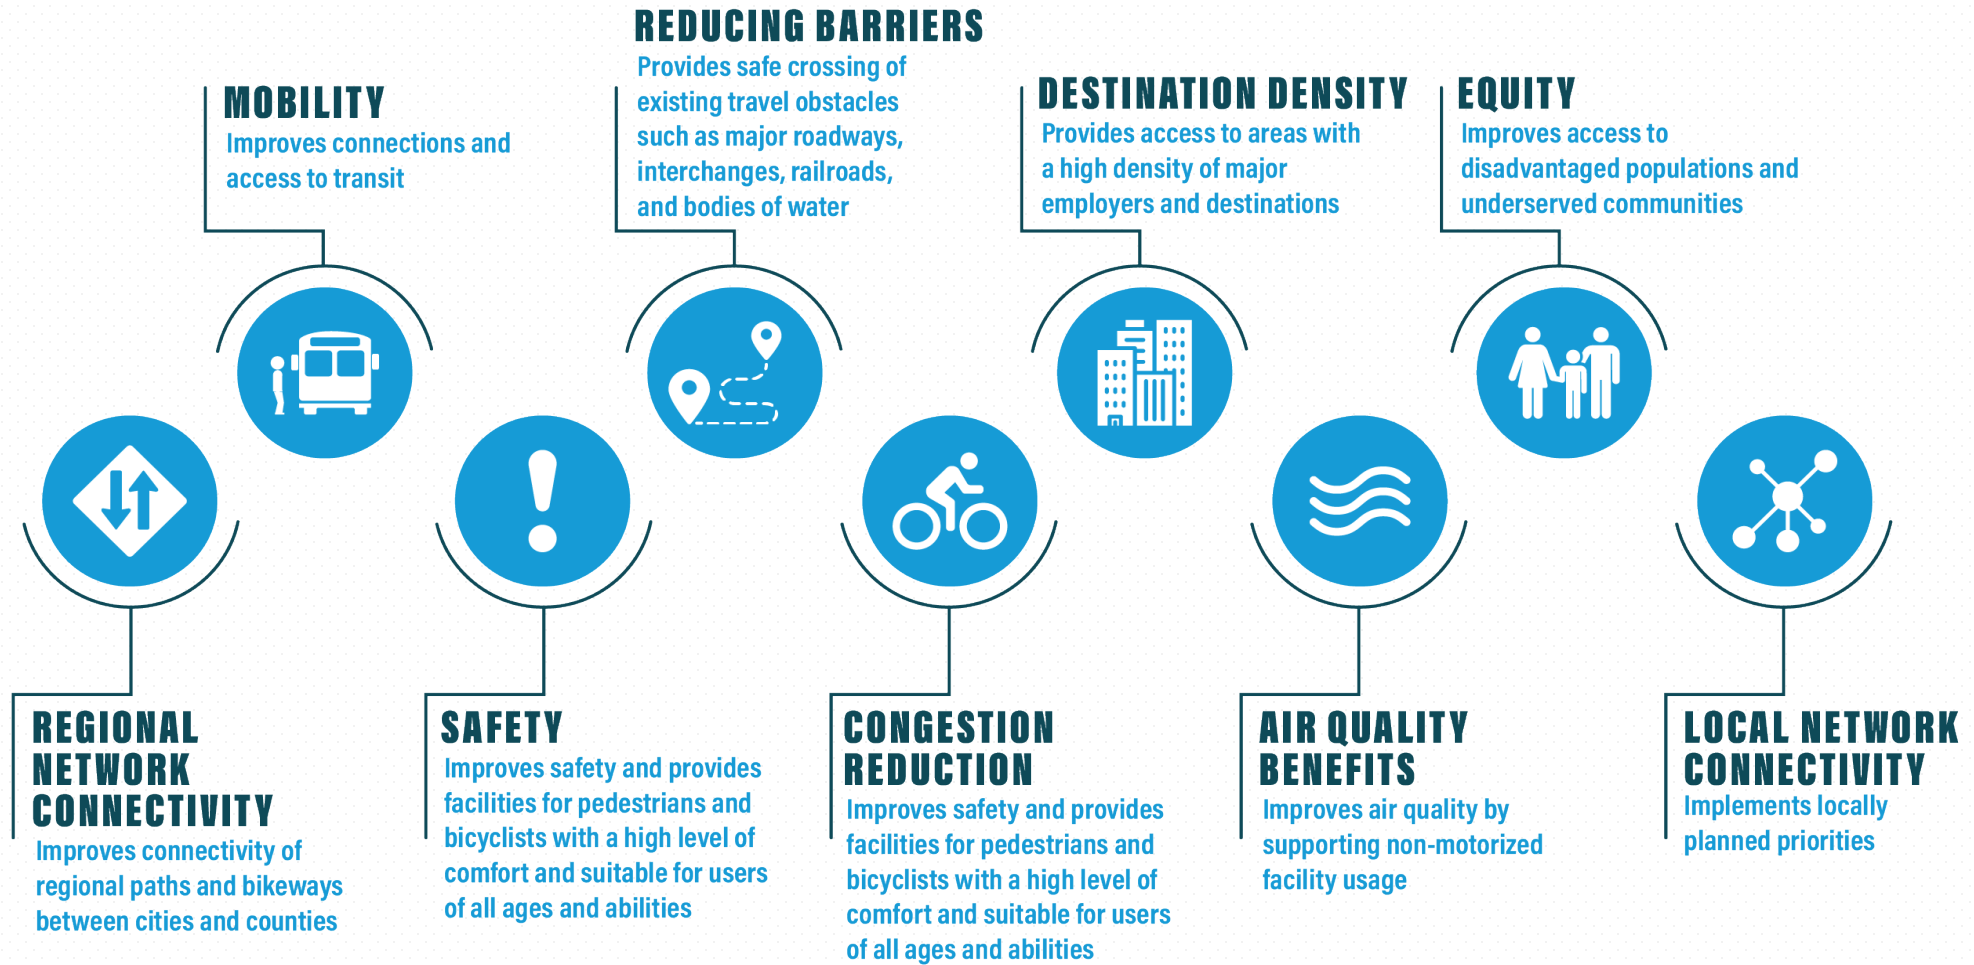 MOBILITY
Improves connections and
access to transit
REDUCING BARRIERS
Provides safe crossing of
existing travel obstacles
such as major roadways,
interchanges, railroads,
and bodies of water
DESTINATION DENSITY
Provides access to areas with
a high density of major
employers and destinations
EQUITY
Improves access to
disadvantaged populations and
underserved communities
REGIONAL
NETWORK
CONNECTIVITY
Improves connectivity of
regional paths and bikeways
between cities and counties
SAFETY
Improves safety and provides
facilities for pedestrians and
bicyclists with a high level of
comfort and suitable for users
of all ages and abilities
CONGESTION
REDUCTION
Improves safety and provides
facilities for pedestrians and
bicyclists with a high level of
comfort and suitable for users
of all ages and abilities
AIR QUALITY
BENEFITS
Improves air quality by
supporting non-motorized
facility usage
LOCAL NETWORK
CONNECTIVITY
Implements locally
planned priorities